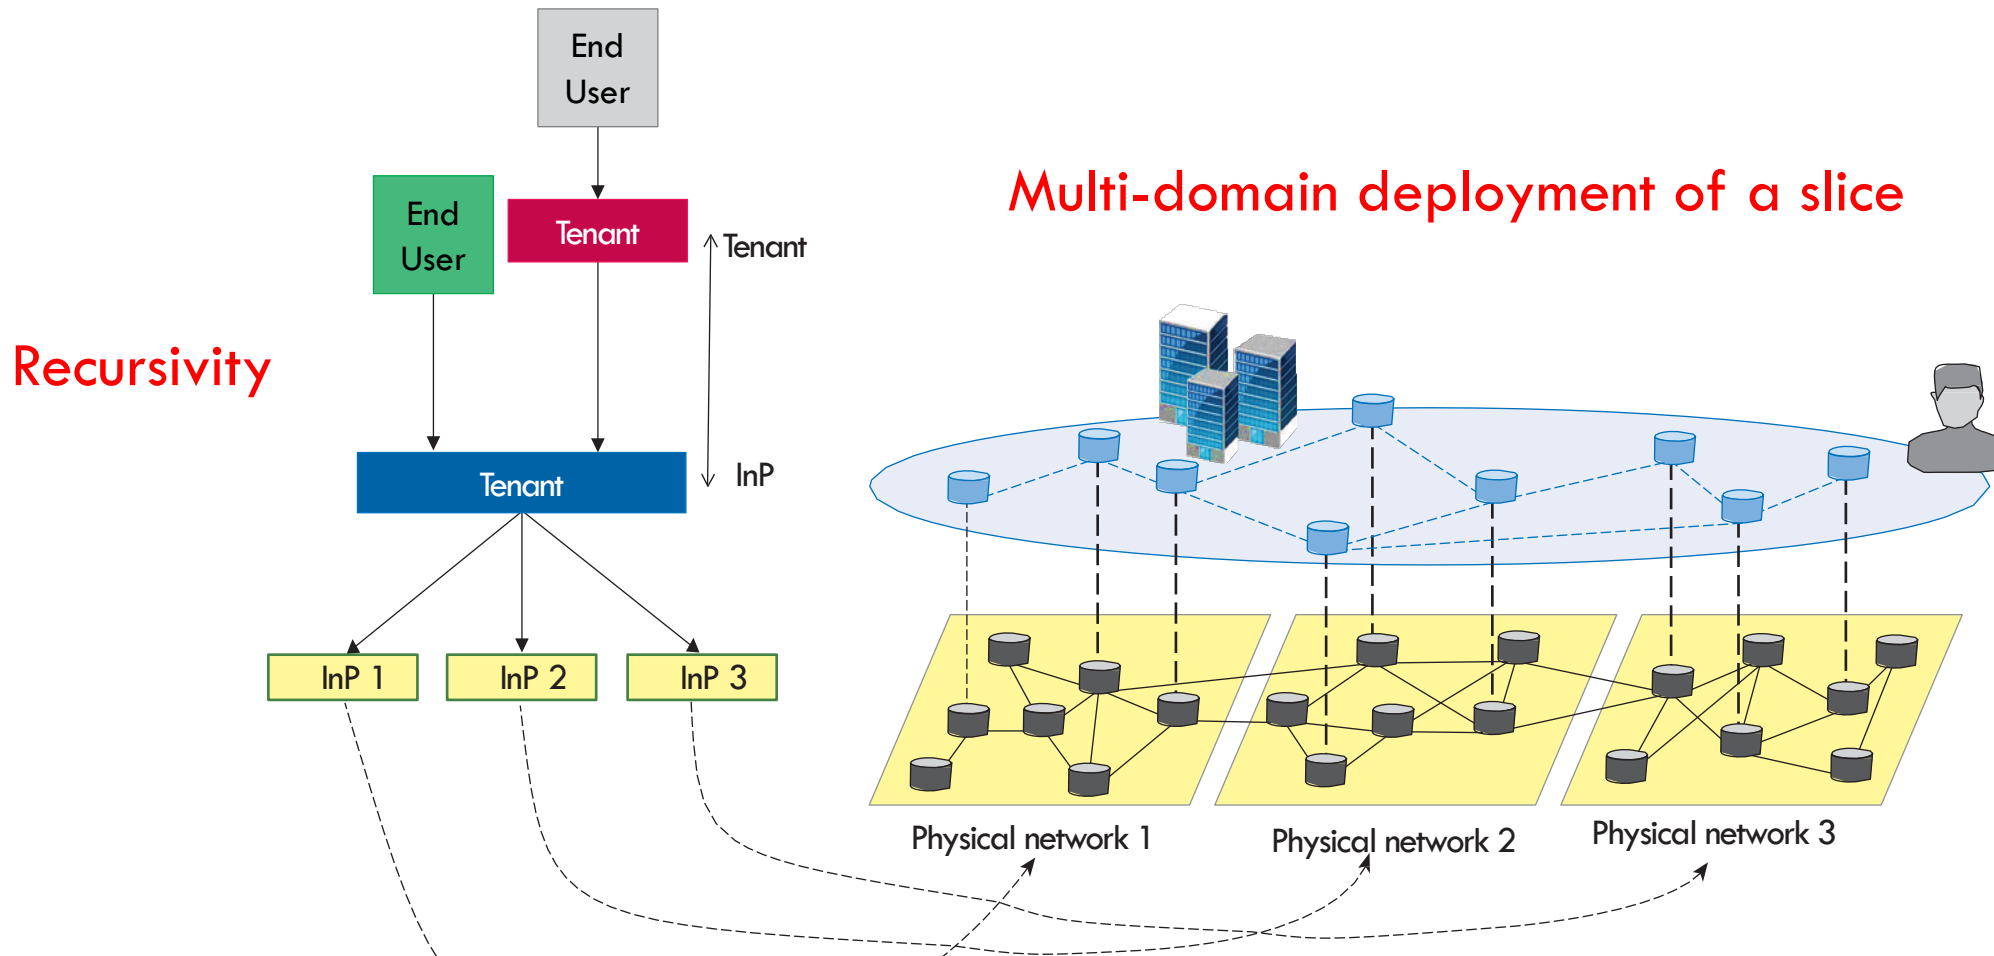 End
User
End
User
Tenant
Tenant
Multi-domain deployment of a slice
Recursivity
Tenant
InP
InP 1
InP 2
InP 3
Physical network 1
Physical network 2
Physical network 3